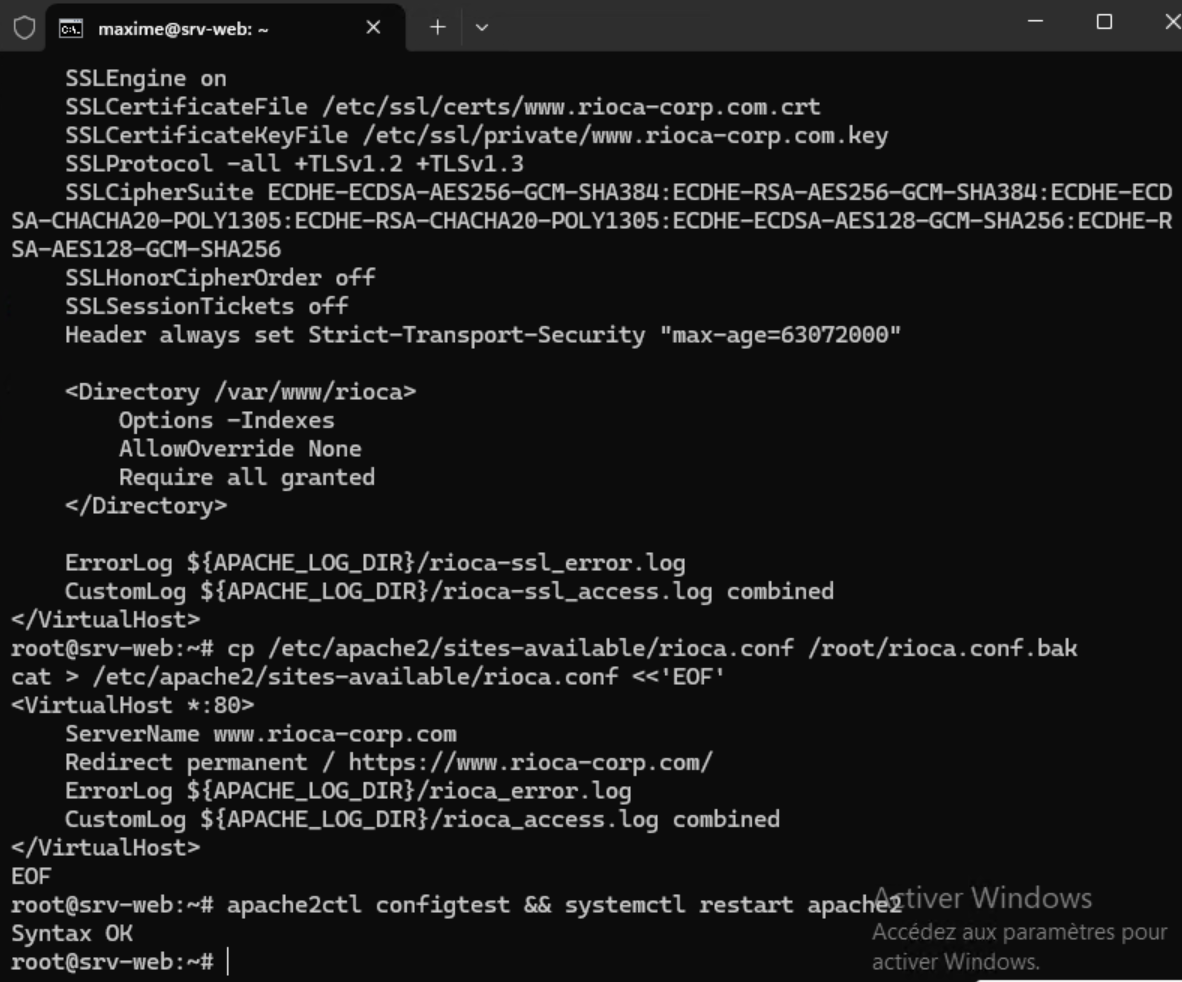 maxime@srv-web: ~
SSLEngine on
SSLCertificateFile /etc/ssl/certs/www.rioca-corp.com.crt
SSLCertificateKeyFile /etc/ssl/private/www.rioca-corp.com.key
SSLProtocol -all +TLSv1.2 +TLSv1.3
SSLCipherSuite ECDHE-ECDSA-AES256-GCM-SHA384:ECDHE-RSA-AES256-GCM-SHA384:ECDHE-ECD
SA-CHACHA20-POLY1305:ECDHE-RSA-CHACHA20-POLY1305:ECDHE-ECDSA-AES128-GCM-SHA256:ECDHE-R
SA-AES128-GCM-SHA256
SSLHonorCipherOrder off
SSLSessionTickets off
Header always set Strict-Transport-Security "max-age=63072000"
<Directory /var/www/rioca>
Options -Indexes
AllowOverride None
Require all granted
</Directory>
ErrorLog ${APACHE_LOG_DIR}/rioca-ssl_error.log
CustomLog ${APACHE_LOG_DIR}/rioca-ssl_access.log combined
</VirtualHost>
root@srv-web:~# cp /etc/apache2/sites-available/rioca.conf /root/rioca.conf.bak
cat > /etc/apache2/sites-available/rioca.conf <<'EOF'
<VirtualHost *:80>
ServerName www.rioca-corp.com
Redirect permanent / https://www.rioca-corp.com/
ErrorLog ${APACHE_LOG_DIR}/rioca_error.log
CustomLog ${APACHE_LOG_DIR}/rioca_access.log combined
</VirtualHost>
EOF
root@srv-web:~# apache2ctl configtest && systemctl restart apache2
Syntax OK
root@srv-web:~#
Activer Windows
Accédez aux paramètres pour
activer Windows.